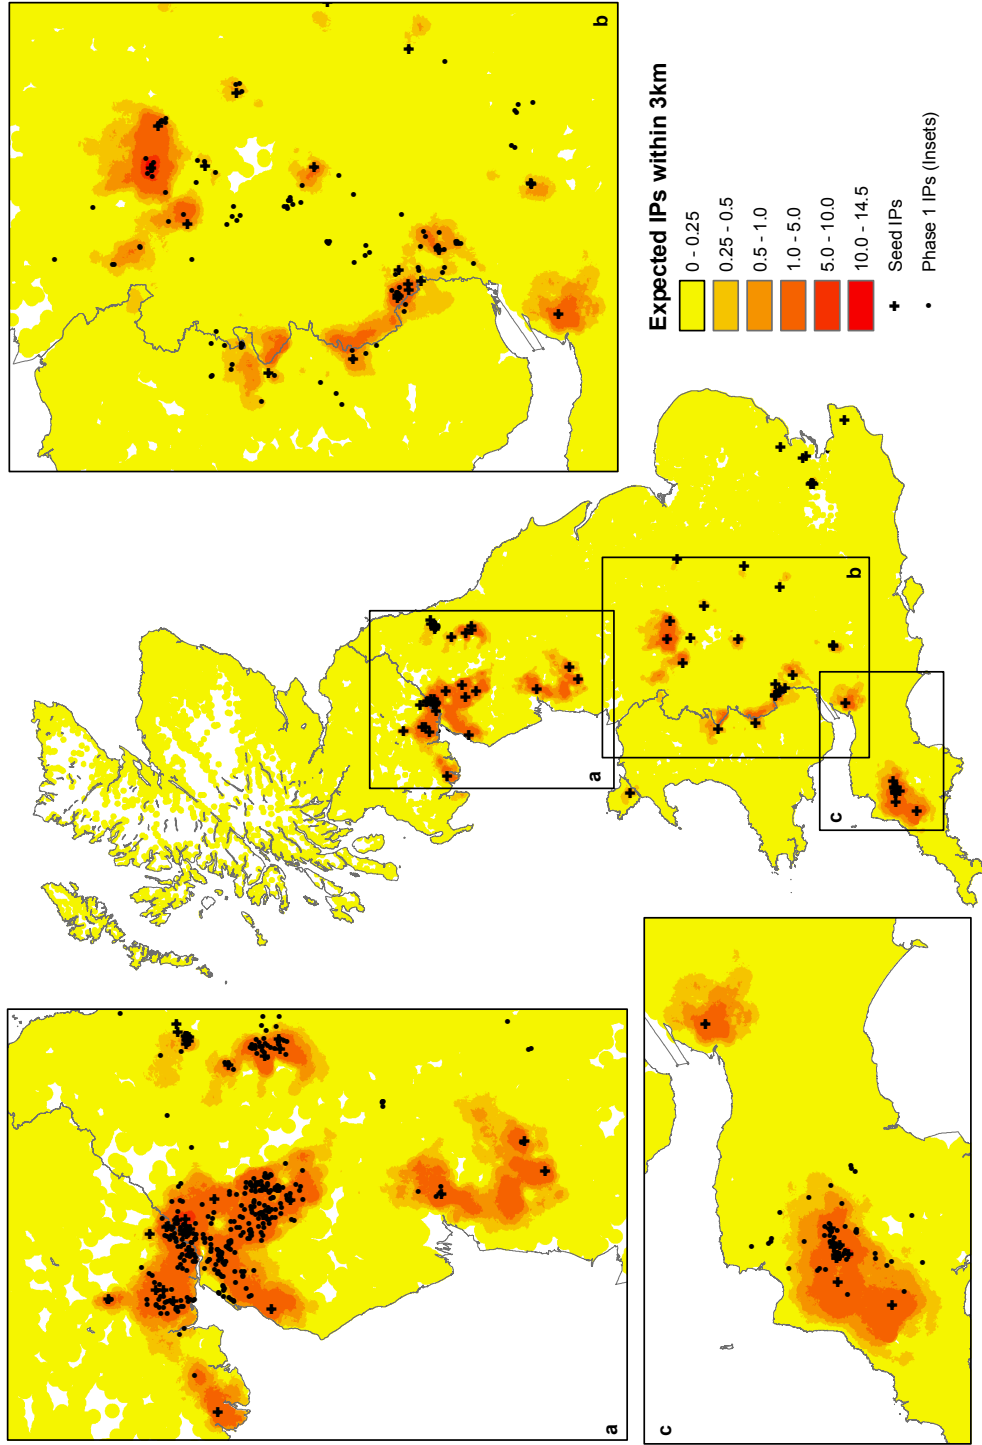 b
Expected IPs within 3km
0 - 0.25
0.25 - 0.5
0.5 - 1.0
1.0 - 5.0
5.0 - 10.0
10.0 - 14.5
Seed IPs
Phase 1 IPs (Insets)
a
b
c
a
c